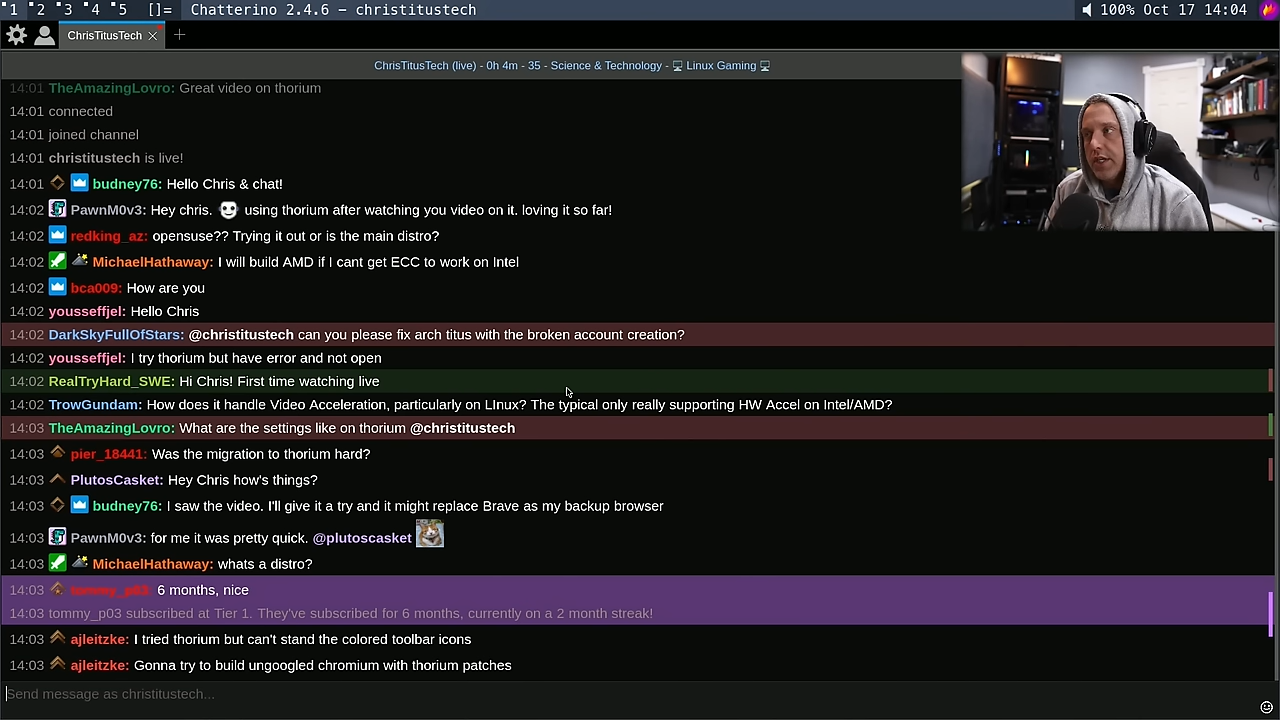 1 2 3 4 5 []= Chatterino 2.4.6 - christitustech 100% Oct 17 14:04
ChrisTitusTech
ChrisTitusTech (live) - 0h 4m - 35 - Science & Technology - Linux Gaming
14:01 TheAmazingLovro: Great video on thorium
14:01 connected
14:01 joined channel
14:01 christitustech is live!
14:01 budney76: Hello Chris & chat!
14:02 PawnM0v3: Hey chris. using thorium after watching you video on it. loving it so far!
14:02 redking_az: opensuse?? Trying it out or is the main distro?
14:02 MichaelHathaway: I will build AMD if I cant get ECC to work on Intel
14:02 bca009: How are you
14:02 yousseffjel: Hello Chris
14:02 DarkSkyFullOfStars: @christitustech can you please fix arch titus with the broken account creation?
14:02 yousseffjel: I try thorium but have error and not open
14:02 RealTryHard_SWE: Hi Chris! First time watching live
14:02 TrowGundam: How does it handle Video Acceleration, particularly on LInux? The typical only really supporting HW Accel on Intel/AMD?
14:03 TheAmazingLovro: What are the settings like on thorium @christitustech
14:03 pier_18441: Was the migration to thorium hard?
14:03 PlutosCasket: Hey Chris how's things?
14:03 budney76: I saw the video. I'll give it a try and it might replace Brave as my backup browser
14:03 PawnM0v3: for me it was pretty quick. @plutoscasket
14:03 MichaelHathaway: whats a distro?
14:03 tommy_p03: 6 months, nice
14:03 tommy_p03 subscribed at Tier 1. They've subscribed for 6 months, currently on a 2 month streak!
14:03 ajleitzke: I tried thorium but can't stand the colored toolbar icons
14:03 ajleitzke: Gonna try to build ungoogled chromium with thorium patches
Send message as christitustech...